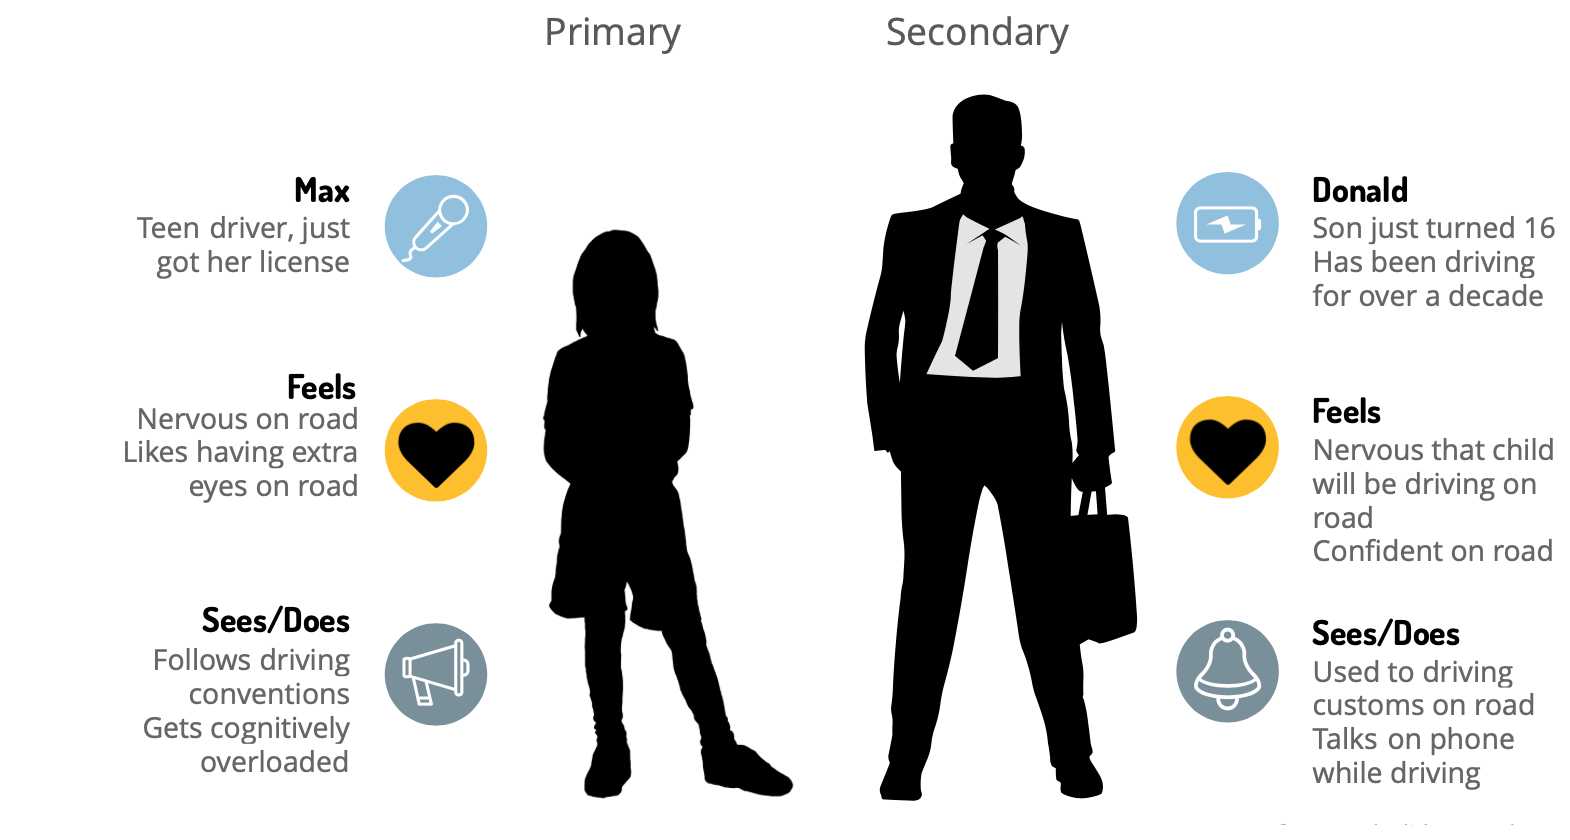 Primary
Secondary
Max
Teen driver, just
got her license
Feels
Nervous on road
Likes having extra
eyes on road
Sees/Does
Follows driving
conventions
Gets cognitively
overloaded
Donald
Son just turned 16
Has been driving
for over a decade
Feels
Nervous that child
will be driving on
road
Confident on road
Sees/Does
Used to driving
customs on road
Talks on phone
while driving